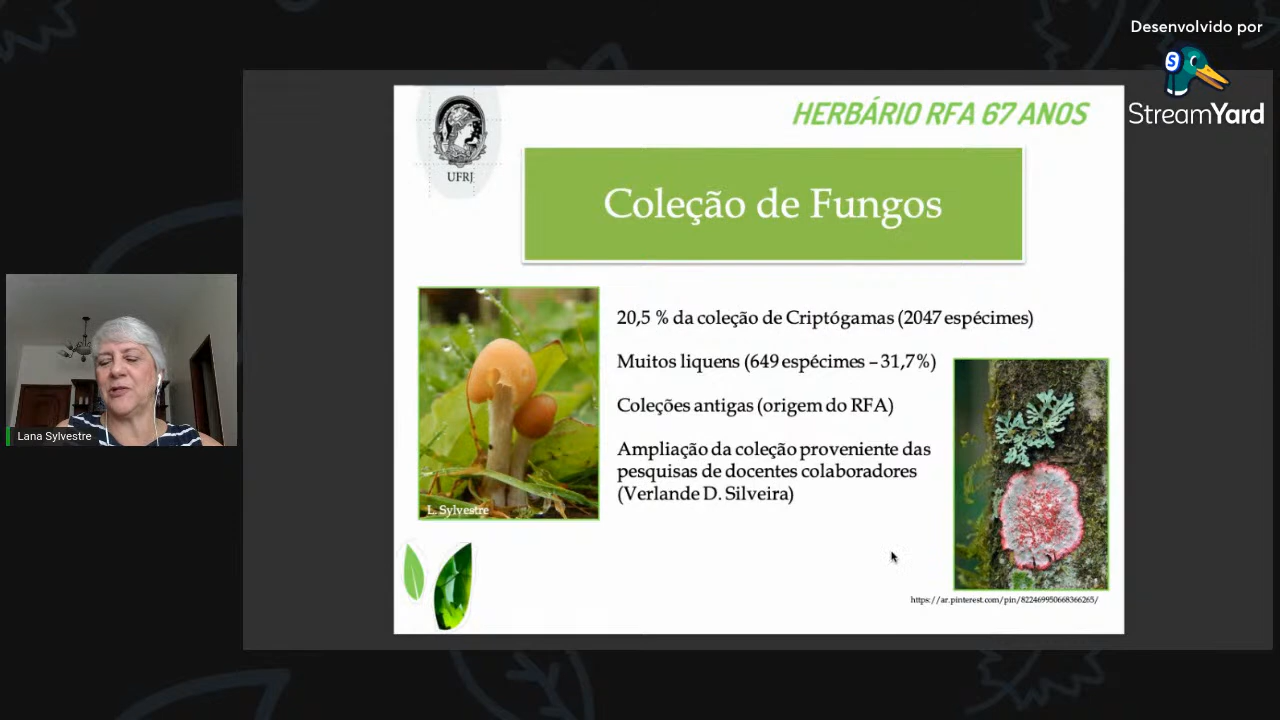 Desenvolvido por
StreamYard
HERBÁRIO RFA 67 ANOS
UFRJ
Coleção de Fungos
20,5 % da coleção de Criptógamas (2047 espécimes)
Muitos liquens (649 espécimes – 31,7%)
Coleções antigas (origem do RFA)
Ampliação da coleção proveniente das
pesquisas de docentes colaboradores
(Verlande D. Silveira)
L. Sylvestre
Lana Sylvestre
https://ar.pinterest.com/pin/822469950668366265/